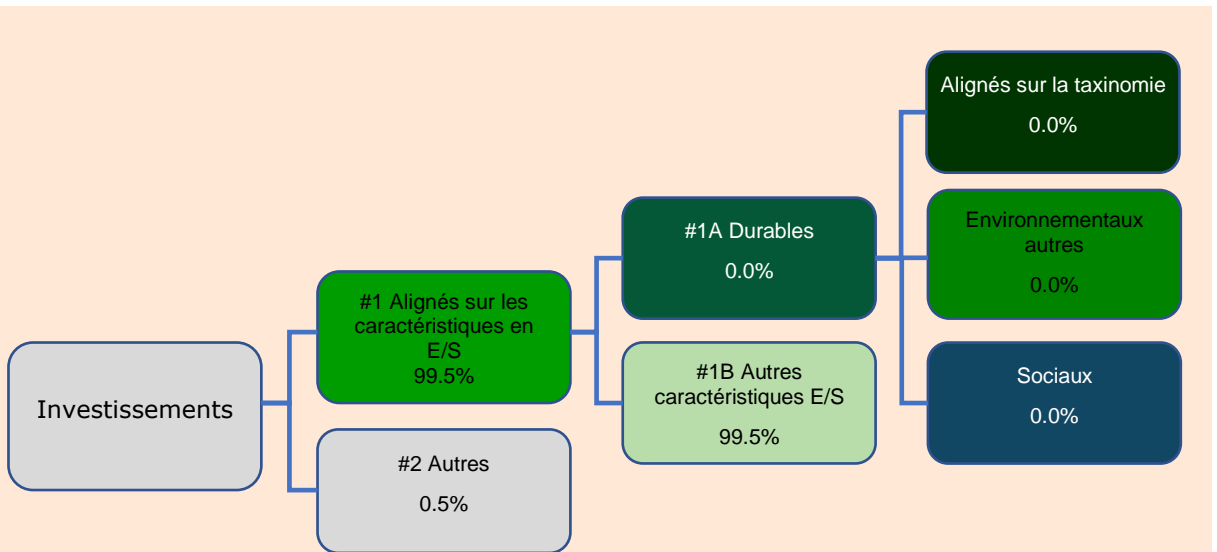 Investissements
#1 Alignés sur les
caractéristiques en
E/S
99.5%
#2 Autres
0.5%
#1A Durables
0.0%
#1B Autres
caractéristiques E/S
99.5%
Alignés sur la taxinomie
0.0%
Environnementaux
autres
0.0%
Sociaux
0.0%